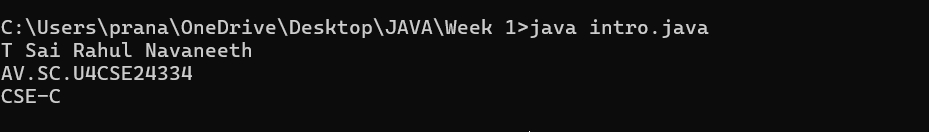 C:\Users\prana\OneDrive\Desktop\JAVA\Week 1>java intro.java
T Sai Rahul Navaneeth
AV.SC.U4CSE24334
CSE-C